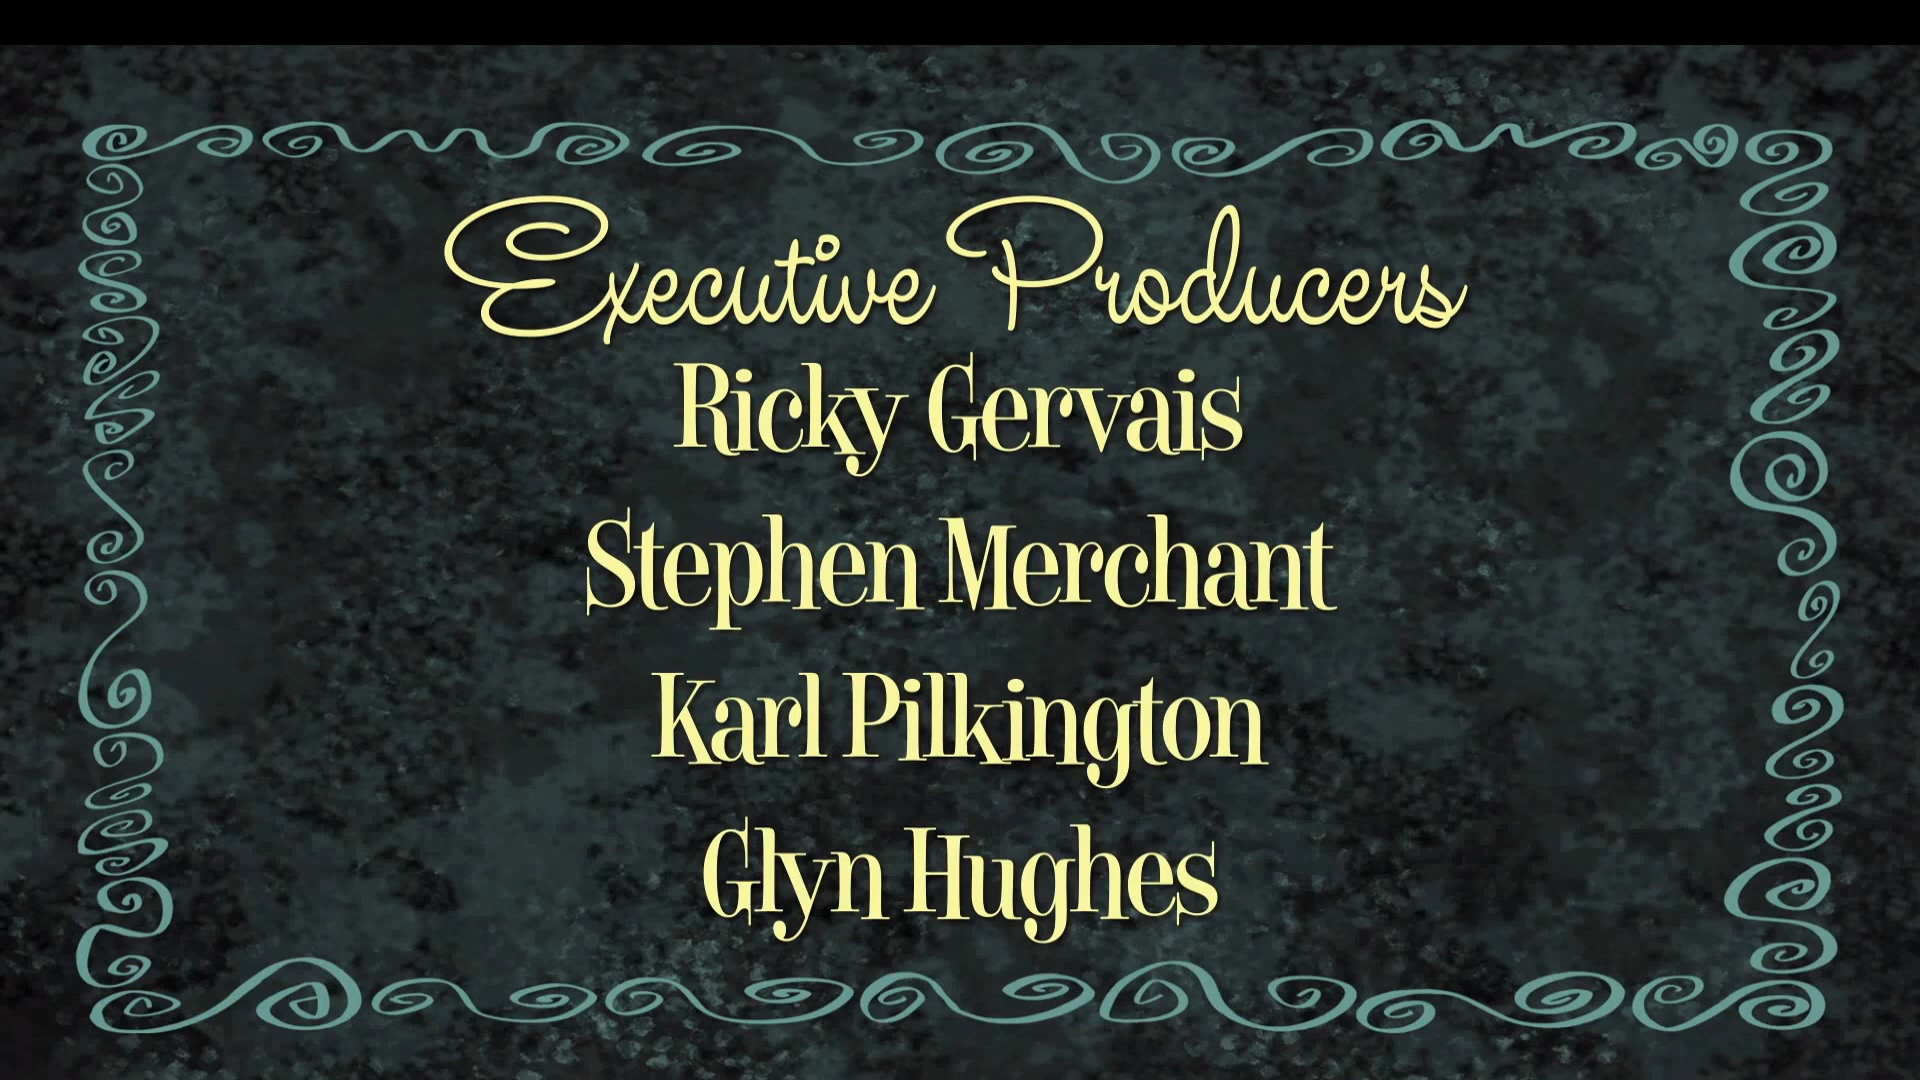 Executive Producers
Ricky Gervais
Stephen Merchant
Karl Pilkington
Glyn Hughes